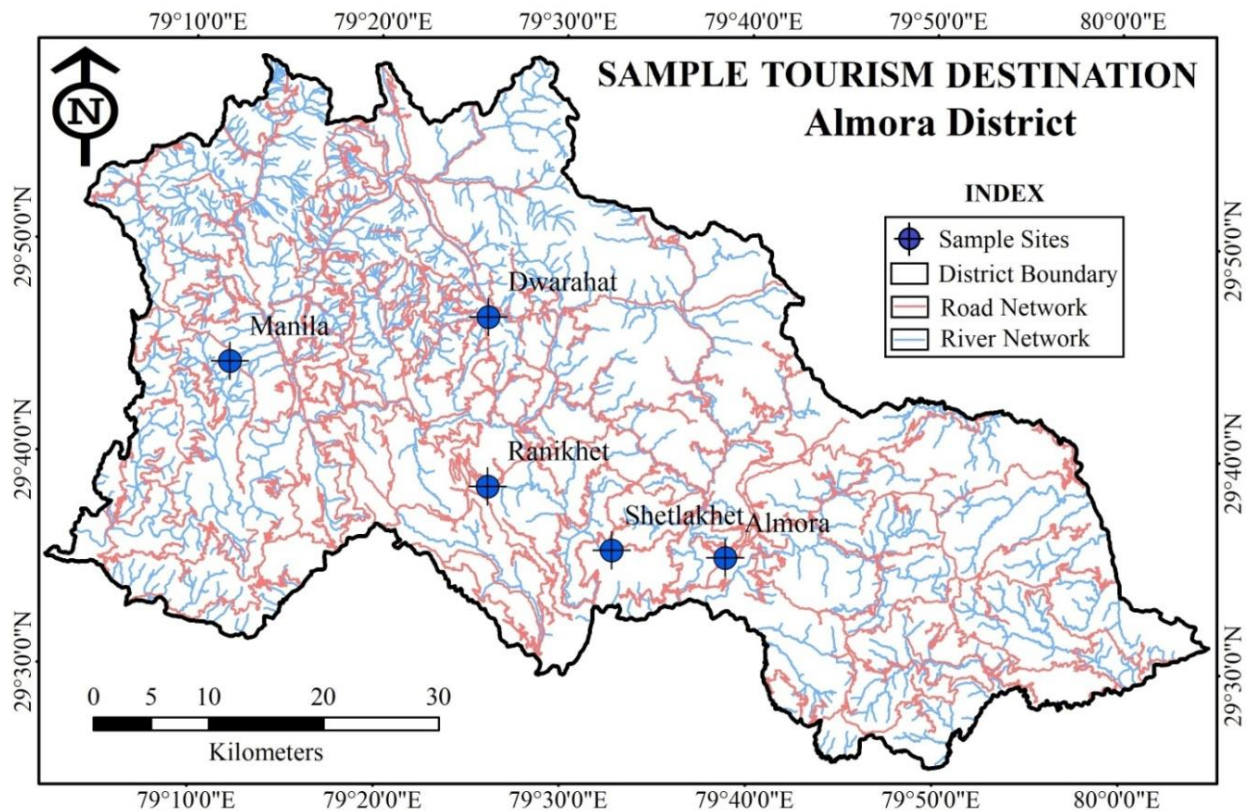 79°10'0"E 79°20'0"E 79°30'0"E 79°40'0"E 79°50'0"E 80°00'0"E
SAMPLE TOURISM DESTINATION
Almora District
N
INDEX
Sample Sites
District Boundary
Road Network
River Network
29°50'0"N
29°50'0"N
Dwarahat
Manila
29°40'0"N
29°40'0"N
Ranikhet
Shetlakhet
Almora
29°30'0"N
29°30'0"N
0 5 10 20 30
Kilometers
79°10'0"E 79°20'0"E 79°30'0"E 79°40'0"E 79°50'0"E 80°00'0"E